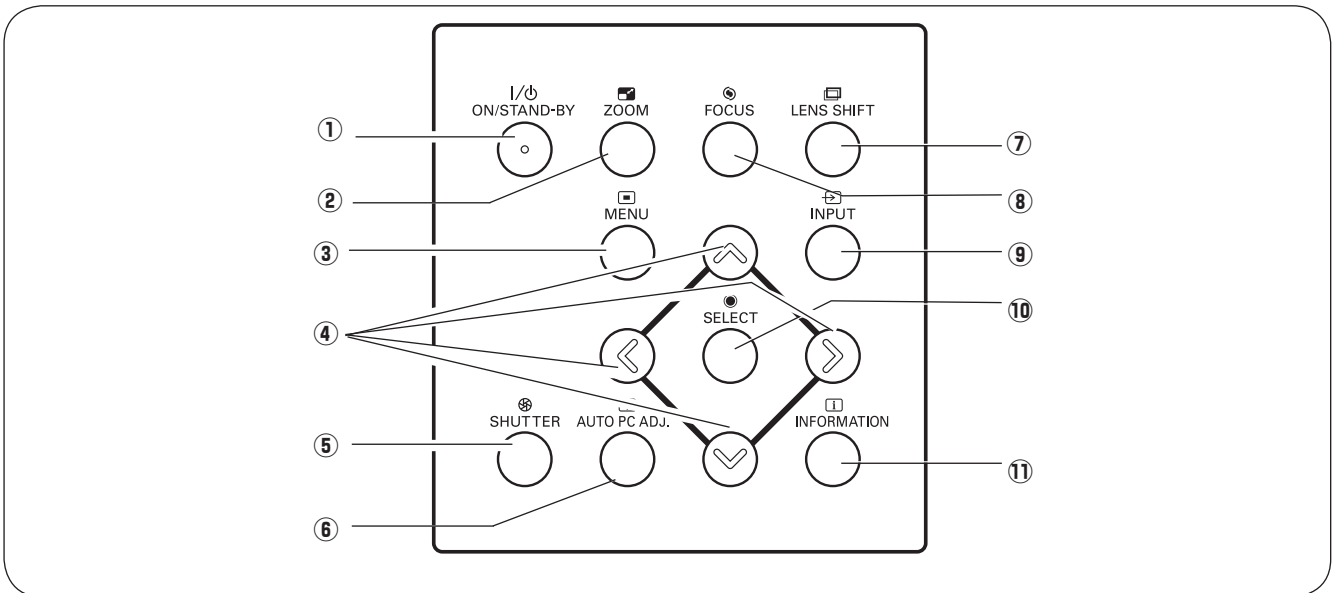 I/⏻
ON/STAND-BY
ZOOM
FOCUS
LENS SHIFT
①
⑦
②
⑧
MENU
INPUT
③
⑨
SELECT
⑩
④
SHUTTER
AUTO PC ADJ.
i
INFORMATION
⑤
⑪
⑥